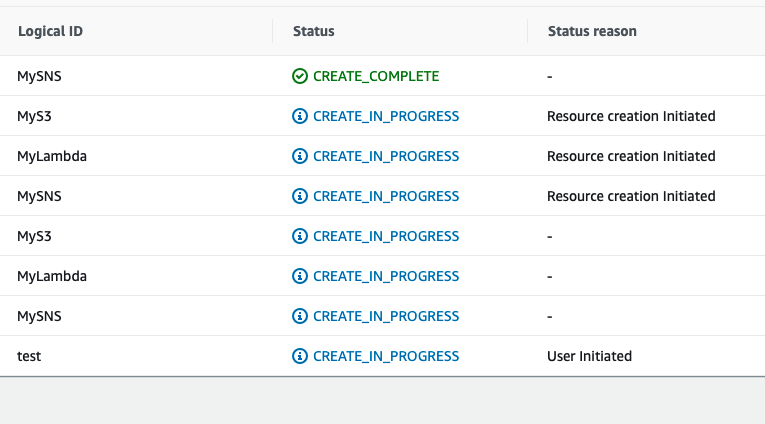 Logical ID Status Status reason
MySNS CREATE_COMPLETE -
MyS3 CREATE_IN_PROGRESS Resource creation Initiated
MyLambda CREATE_IN_PROGRESS Resource creation Initiated
MySNS CREATE_IN_PROGRESS Resource creation Initiated
MyS3 CREATE_IN_PROGRESS -
MyLambda CREATE_IN_PROGRESS -
MySNS CREATE_IN_PROGRESS -
test CREATE_IN_PROGRESS User Initiated